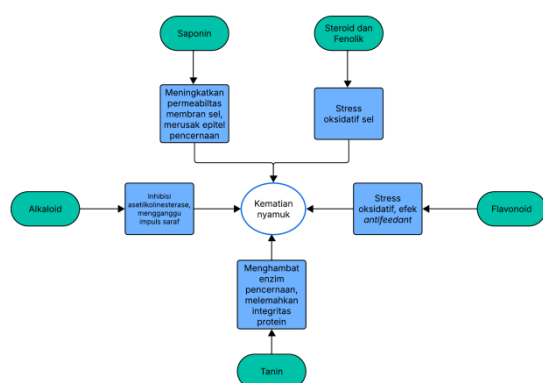 Saponin
Steroid dan
Fenolik
Meningkatkan
permeabiltas
membran sel,
merusak epitel
pencernaan
Stress
oksidatif sel
Alkaloid
Inhibisi
asetilkolinesterase,
mengganggu
impuls saraf
Kematian
nyamuk
Stress
oksidatif, efek
antifeedant
Flavonoid
Menghambat
enzim
pencernaan,
melemahkan
integritas
protein
Tanin